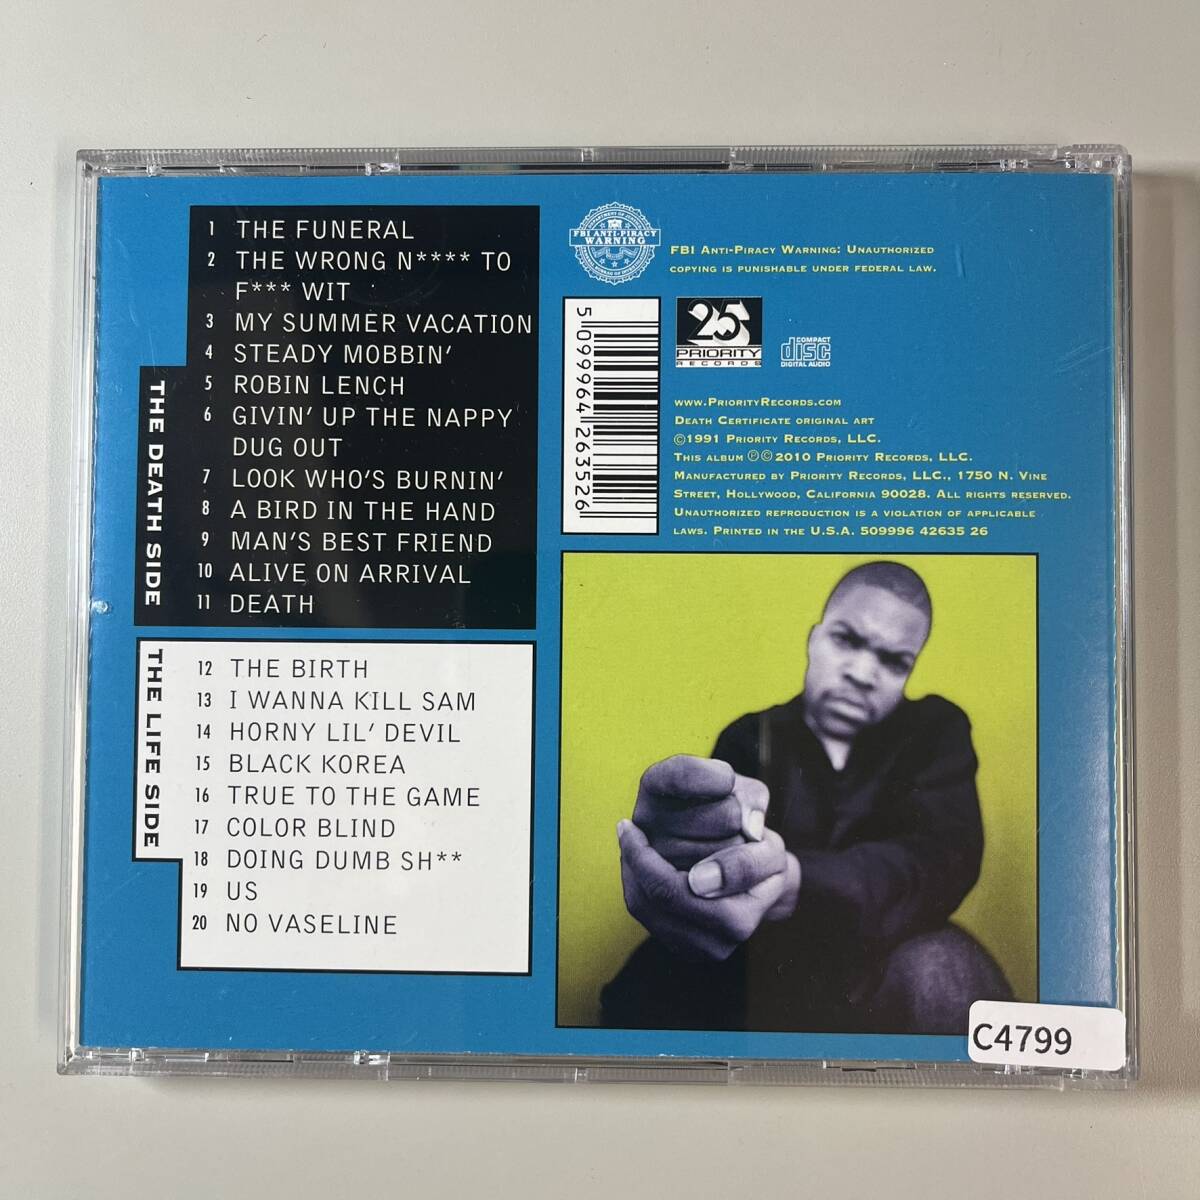 THE DEATH SIDE
1 THE FUNERAL
2 THE WRONG N**** TO
F*** WIT
3 MY SUMMER VACATION
4 STEADY MOBBIN'
5 ROBIN LENCH
6 GIVIN' UP THE NAPPY
DUG OUT
7 LOOK WHO'S BURNIN'
8 A BIRD IN THE HAND
9 MAN'S BEST FRIEND
10 ALIVE ON ARRIVAL
11 DEATH
THE LIFE SIDE
12 THE BIRTH
13 I WANNA KILL SAM
14 HORNY LIL' DEVIL
15 BLACK KOREA
16 TRUE TO THE GAME
17 COLOR BLIND
18 DOING DUMB SH**
19 US
20 NO VASELINE
FBI ANTI-PIRACY
WARNING
FBI Anti-Piracy Warning: Unauthorized
copying is punishable under federal law.
5 099964 263526
25
PRIORITY
RECORDS
COMPACT
disc
DIGITAL AUDIO
www.PriorityRecords.com
Death Certificate original art
©1991 Priority Records, LLC.
This album ℗©2010 Priority Records, LLC.
Manufactured by Priority Records, LLC., 1750 N. Vine
Street, Hollywood, California 90028. All rights reserved.
Unauthorized reproduction is a violation of applicable
laws. Printed in the U.S.A. 509996 42635 26
C4799